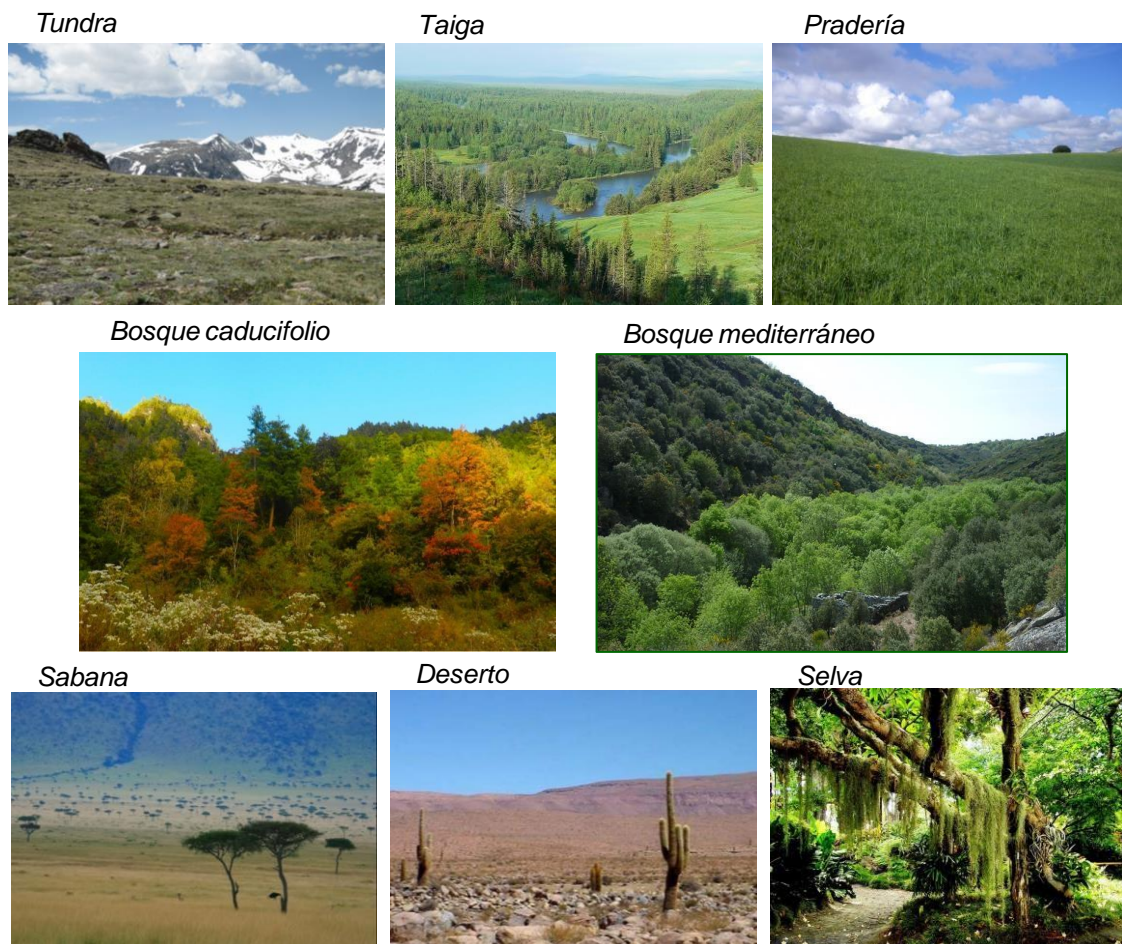 Tundra
Taiga
Pradería
Bosque caducifolio
Bosque mediterráneo
Sabana
Deserto
Selva